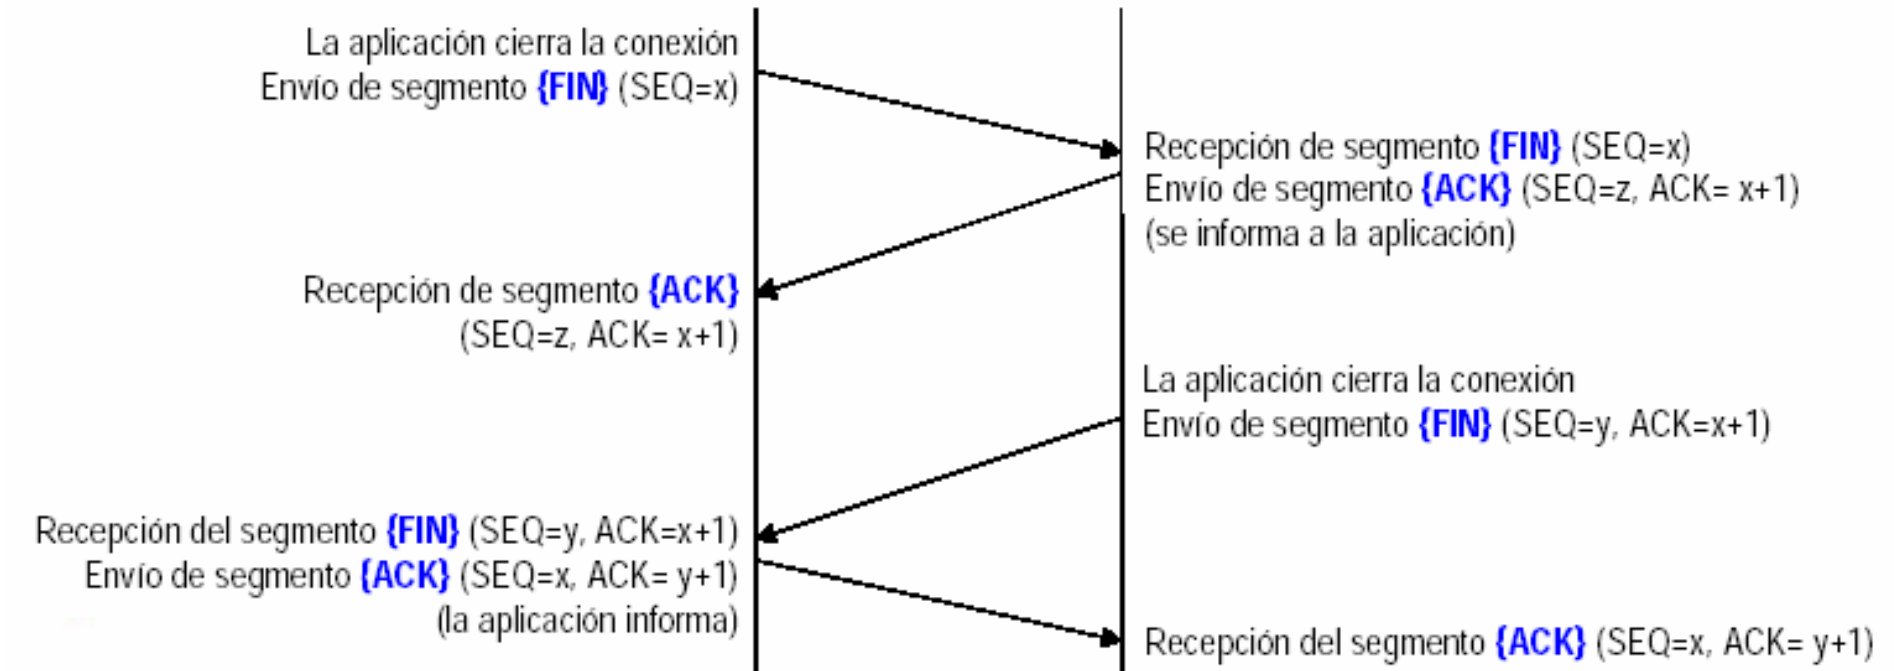 La aplicación cierra la conexión
Envío de segmento {FIN} (SEQ=x)
Recepción de segmento {FIN} (SEQ=x)
Envío de segmento {ACK} (SEQ=z, ACK= x+1)
(se informa a la aplicación)
Recepción de segmento {ACK}
(SEQ=z, ACK= x+1)
La aplicación cierra la conexión
Envío de segmento {FIN} (SEQ=y, ACK=x+1)
Recepción del segmento {FIN} (SEQ=y, ACK=x+1)
Envío de segmento {ACK} (SEQ=x, ACK= y+1)
(la aplicación informa)
Recepción del segmento {ACK} (SEQ=x, ACK= y+1)